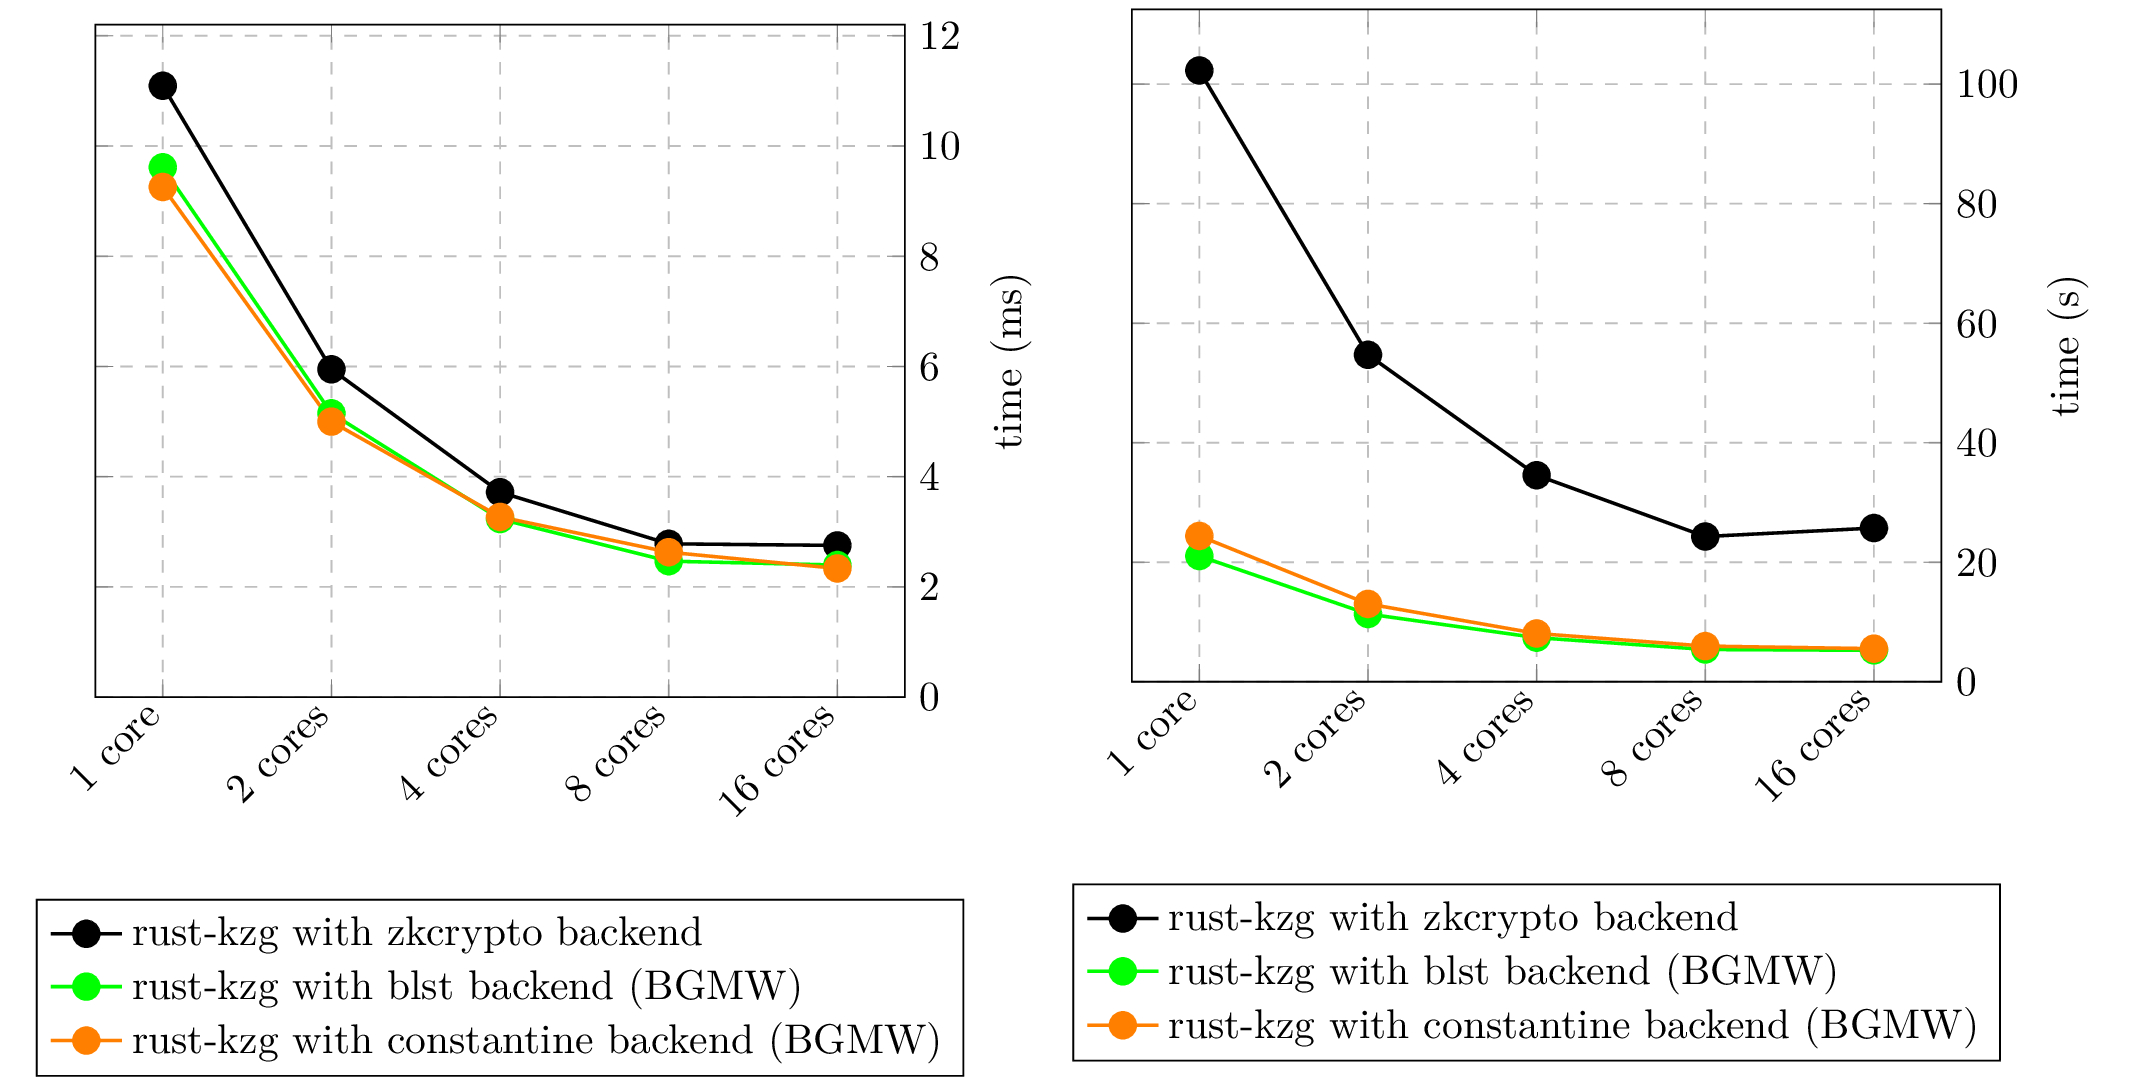 12
10
8
6
4
2
0
time (ms)
1 core
2 cores
4 cores
8 cores
16 cores
rust-kzg with zkcrypto backend
rust-kzg with blst backend (BGMW)
rust-kzg with constantine backend (BGMW)
100
80
60
40
20
0
time (s)
1 core
2 cores
4 cores
8 cores
16 cores
rust-kzg with zkcrypto backend
rust-kzg with blst backend (BGMW)
rust-kzg with constantine backend (BGMW)